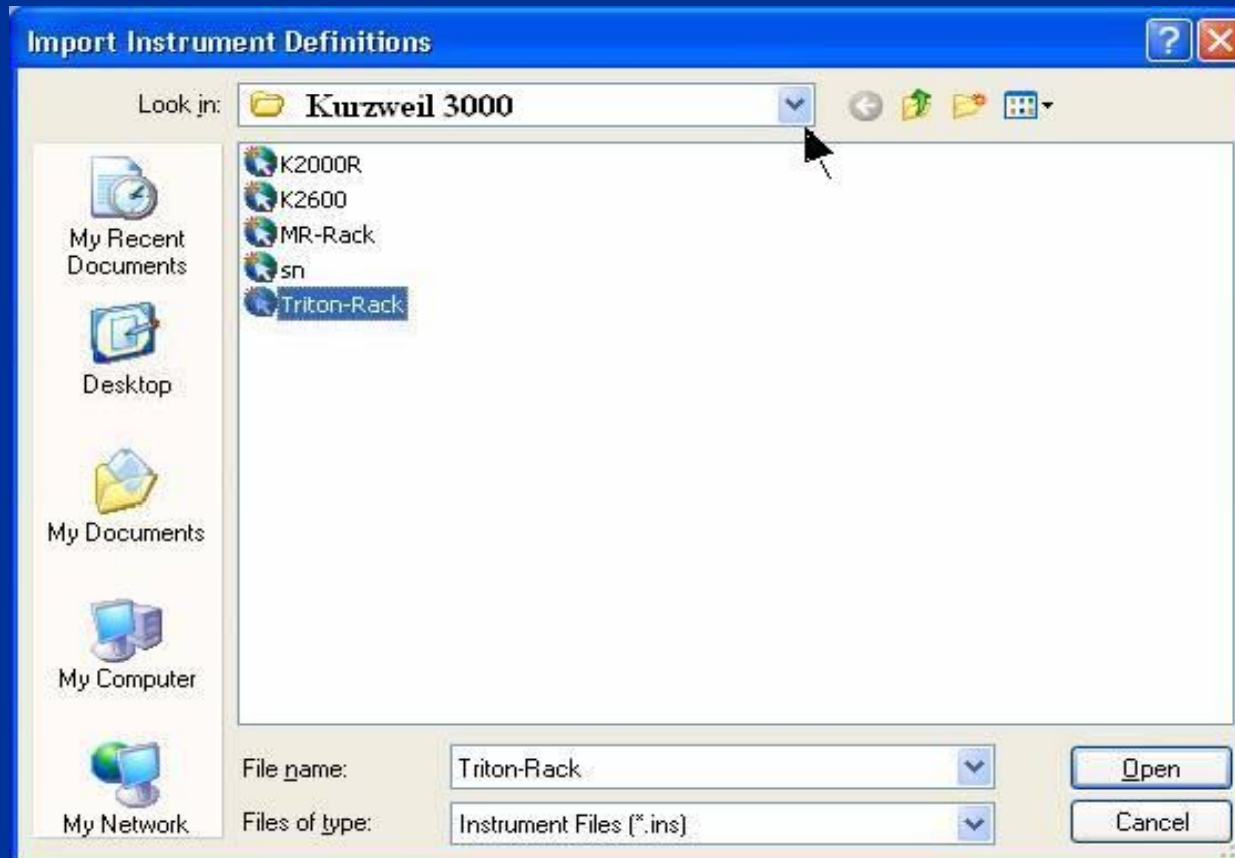 Import Instrument Definitions
Look in: Kurzweil 3000
K2000R
K2600
MR-Rack
sn
Triton-Rack
My Recent
Documents
Desktop
My Documents
My Computer
My Network
File name: Triton-Rack Open
Files of type: Instrument Files (*.ins) Cancel